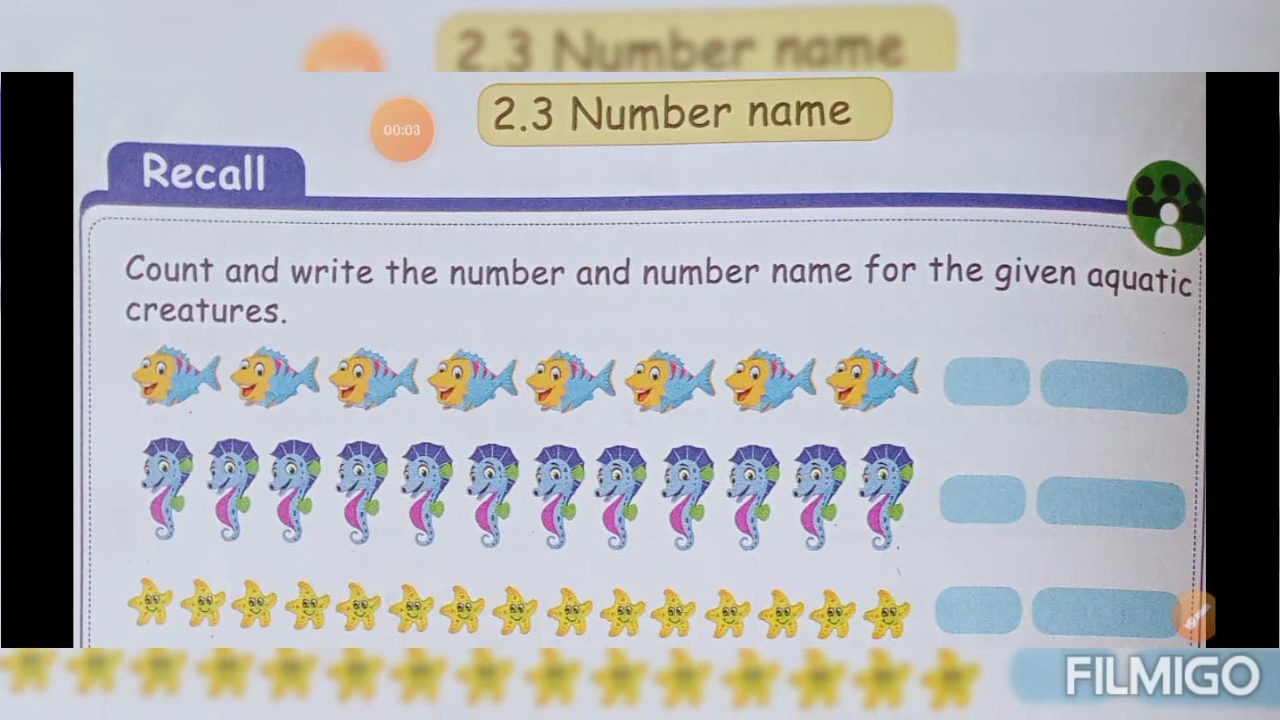 2.3 Number name
2.3 Number name
00:03
Recall
Count and write the number and number name for the given aquatic
creatures.
FILMIGO